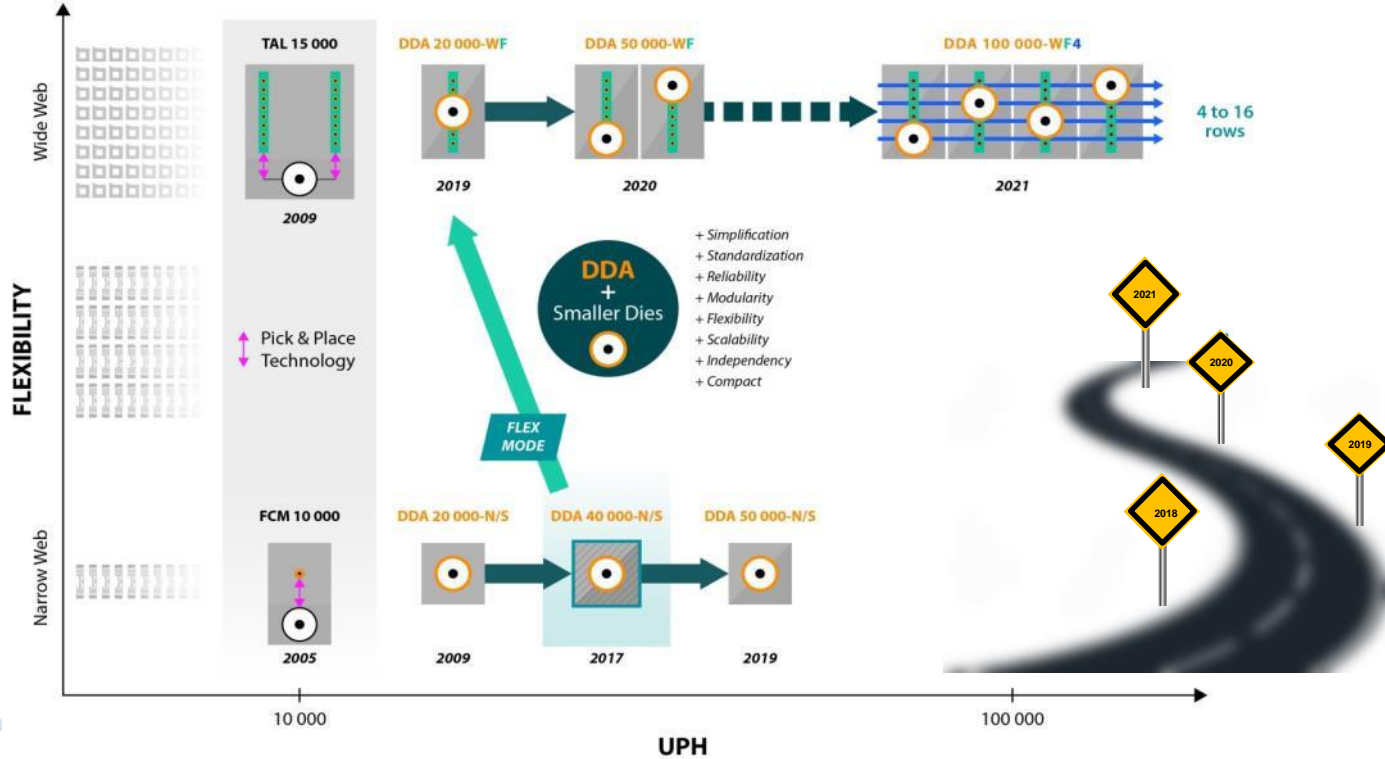 TAL 15 000
DDA 20 000-WF
DDA 50 000-WF
DDA 100 000-WF4
Wide Web
4 to 16
rows
2009
2019
2020
2021
FLEXIBILITY
Pick & Place
Technology
DDA
+
Smaller Dies
+ Simplification
+ Standardization
+ Reliability
+ Modularity
+ Flexibility
+ Scalability
+ Independency
+ Compact
FLEX
MODE
2021
2020
2019
2018
Narrow Web
FCM 10 000
DDA 20 000-N/S
DDA 40 000-N/S
DDA 50 000-N/S
2005
2009
2017
2019
10 000
100 000
UPH